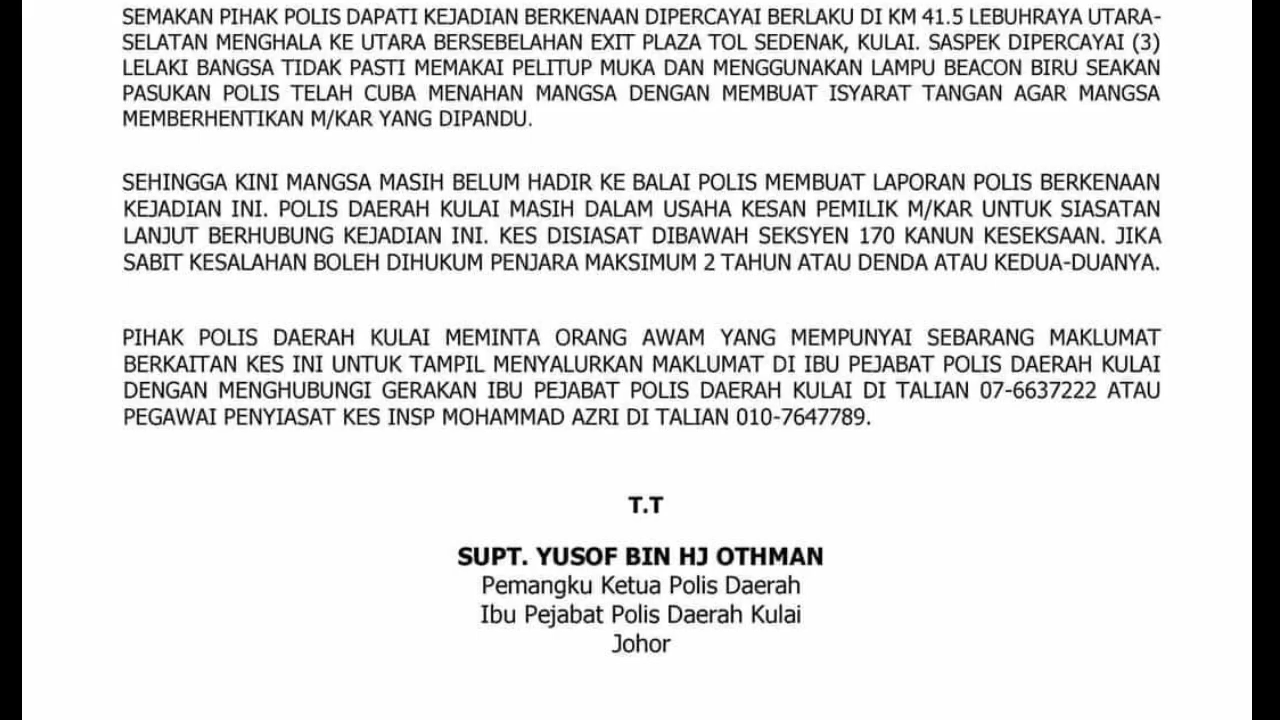 SEMAKAN PIHAK POLIS DAPATI KEJADIAN BERKENAAN DIPERCAYAI BERLAKU DI KM 41.5 LEBUHRAYA UTARA-
SELATAN MENGHALA KE UTARA BERSEBELAHAN EXIT PLAZA TOL SEDENAK, KULAI. SASPEK DIPERCAYAI (3)
LELAKI BANGSA TIDAK PASTI MEMAKAI PELITUP MUKA DAN MENGGUNAKAN LAMPU BEACON BIRU SEAKAN
PASUKAN POLIS TELAH CUBA MENAHAN MANGSA DENGAN MEMBUAT ISYARAT TANGAN AGAR MANGSA
MEMBERHENTIKAN M/KAR YANG DIPANDU.
SEHINGGA KINI MANGSA MASIH BELUM HADIR KE BALAI POLIS MEMBUAT LAPORAN POLIS BERKENAAN
KEJADIAN INI. POLIS DAERAH KULAI MASIH DALAM USAHA KESAN PEMILIK M/KAR UNTUK SIASATAN
LANJUT BERHUBUNG KEJADIAN INI. KES DISIASAT DIBAWAH SEKSYEN 170 KANUN KESEKSAAN. JIKA
SABIT KESALAHAN BOLEH DIHUKUM PENJARA MAKSIMUM 2 TAHUN ATAU DENDA ATAU KEDUA-DUANYA.
PIHAK POLIS DAERAH KULAI MEMINTA ORANG AWAM YANG MEMPUNYAI SEBARANG MAKLUMAT
BERKAITAN KES INI UNTUK TAMPIL MENYALURKAN MAKLUMAT DI IBU PEJABAT POLIS DAERAH KULAI
DENGAN MENGHUBUNGI GERAKAN IBU PEJABAT POLIS DAERAH KULAI DI TALIAN 07-6637222 ATAU
PEGAWAI PENYIASAT KES INSP MOHAMMAD AZRI DI TALIAN 010-7647789.
T.T
SUPT. YUSOF BIN HJ OTHMAN
Pemangku Ketua Polis Daerah
Ibu Pejabat Polis Daerah Kulai
Johor